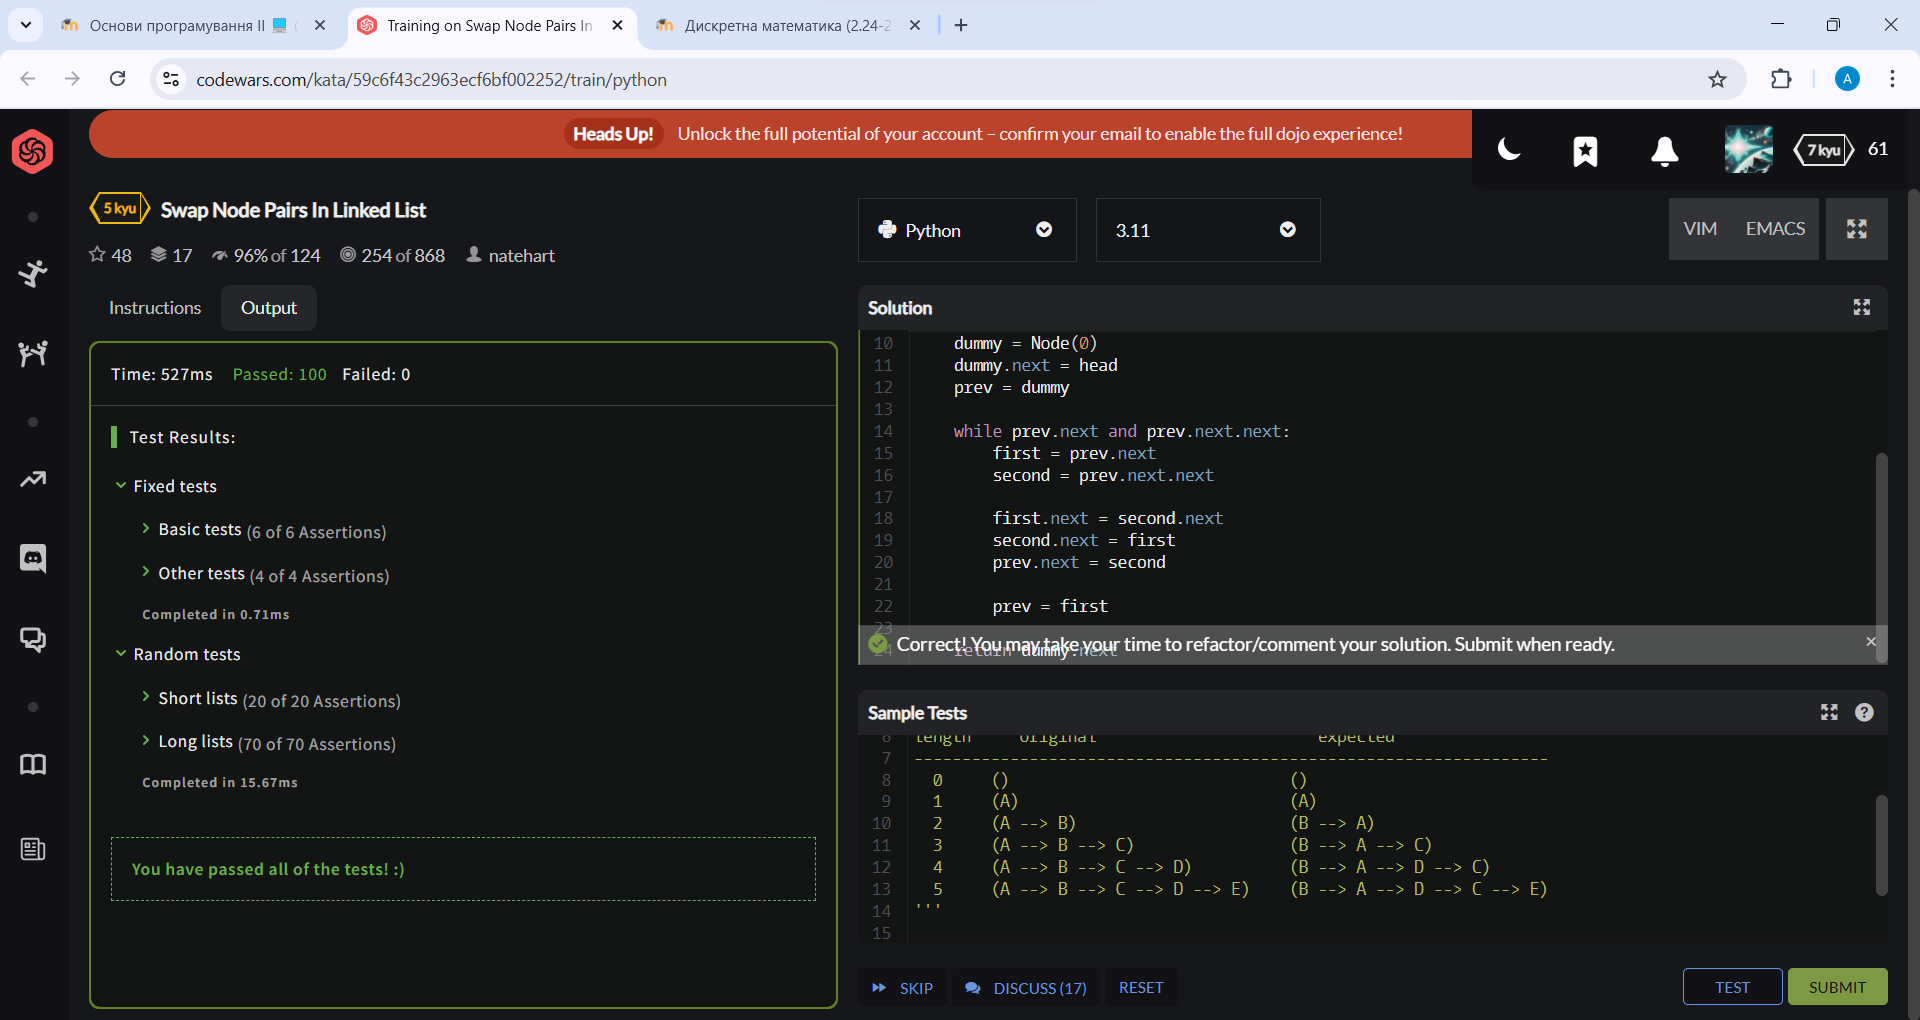 Основи програмування II
Training on Swap Node Pairs In
Дискретна математика (2.24-2
codewars.com/kata/59c6f43c2963ecf6bf002252/train/python
A
Heads Up! Unlock the full potential of your account – confirm your email to enable the full dojo experience!
7 kyu 61
5 kyu Swap Node Pairs In Linked List
48 17 96% of 124 254 of 868 natehart
Python
3.11
VIM EMACS
Instructions Output
Time: 527ms Passed: 100 Failed: 0
Test Results:
Fixed tests
Basic tests (6 of 6 Assertions)
Other tests (4 of 4 Assertions)
Completed in 0.71ms
Random tests
Short lists (20 of 20 Assertions)
Long lists (70 of 70 Assertions)
Completed in 15.67ms
You have passed all of the tests! :)
Solution
10 dummy = Node(0)
11 dummy.next = head
12 prev = dummy
13
14 while prev.next and prev.next.next:
15 first = prev.next
16 second = prev.next.next
17
18 first.next = second.next
19 second.next = first
20 prev.next = second
21
22 prev = first
23
24 return dummy.next
Correct! You may take your time to refactor/comment your solution. Submit when ready.
Sample Tests
6 length original expected
7 ------------------------------------------------------------------
8 0 () ()
9 1 (A) (A)
10 2 (A --> B) (B --> A)
11 3 (A --> B --> C) (B --> A --> C)
12 4 (A --> B --> C --> D) (B --> A --> D --> C)
13 5 (A --> B --> C --> D --> E) (B --> A --> D --> C --> E)
14 '''
15
SKIP DISCUSS (17) RESET
TEST SUBMIT